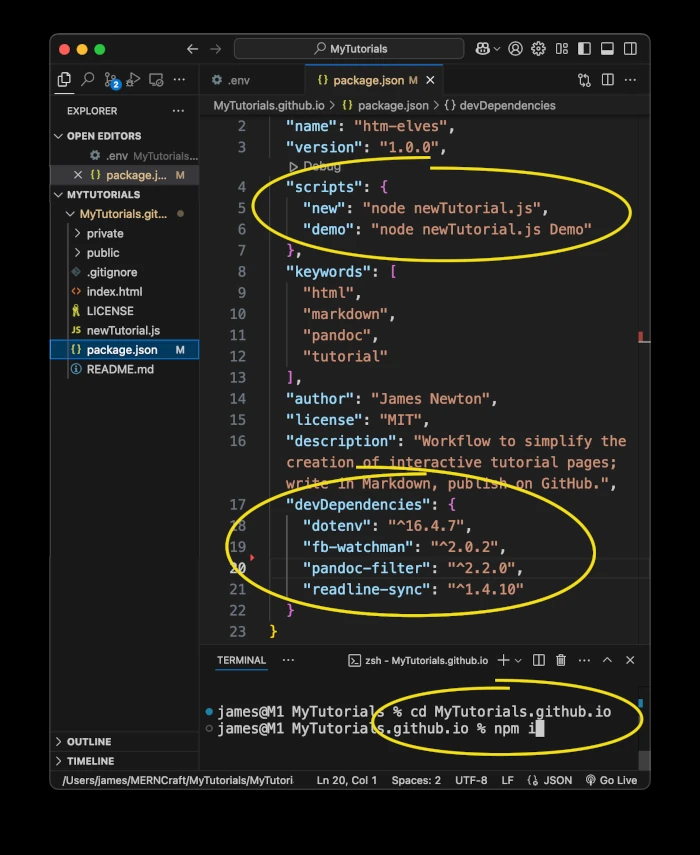 MyTutorials
2
EXPLORER
OPEN EDITORS
.env MyTutorials...
package.j... M
MYTUTORIALS
MyTutorials.git...
private
public
.gitignore
index.html
LICENSE
JS newTutorial.js
{} package.json M
README.md
OUTLINE
TIMELINE
.env
{} package.json M
MyTutorials.github.io > {} package.json > { } devDependencies
2 "name": "htm-elves",
3 "version": "1.0.0",
Debug
4 "scripts": {
5 "new": "node newTutorial.js",
6 "demo": "node newTutorial.js Demo"
7 },
8 "keywords": [
9 "html",
10 "markdown",
11 "pandoc",
12 "tutorial"
13 ],
14 "author": "James Newton",
15 "license": "MIT",
16 "description": "Workflow to simplify the
creation of interactive tutorial pages;
write in Markdown, publish on GitHub.",
17 "devDependencies": {
18 "dotenv": "^16.4.7",
19 "fb-watchman": "^2.0.2",
20 "pandoc-filter": "^2.2.0",
21 "readline-sync": "^1.4.10"
22 }
23 }
TERMINAL ... zsh - MyTutorials.github.io
james@M1 MyTutorials % cd MyTutorials.github.io
james@M1 MyTutorials.github.io % npm i
/Users/james/MERNCraft/MyTutorials/MyTutori Ln 20, Col 1 Spaces: 2 UTF-8 LF {} JSON Go Live